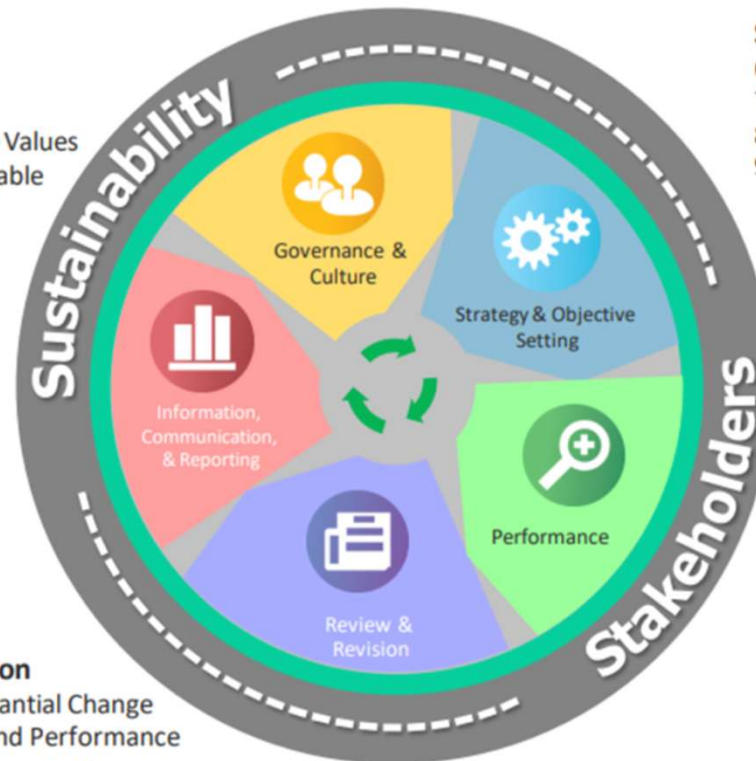 Values
able
Sustainability
Governance &
Culture
Strategy & Objective
Setting
Information,
Communication,
& Reporting
Performance
Review &
Revision
Stakeholders
on
antial Change
nd Performance